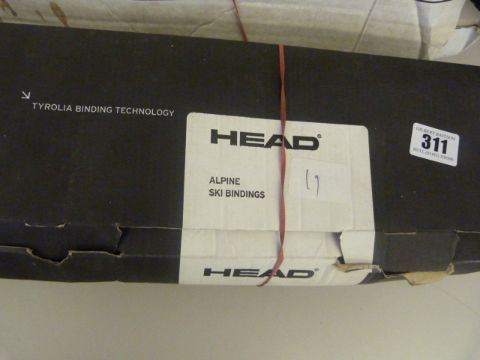 TYROLIA BINDING TECHNOLOGY
HEAD
ALPINE
SKI BINDINGS
311
HEAD